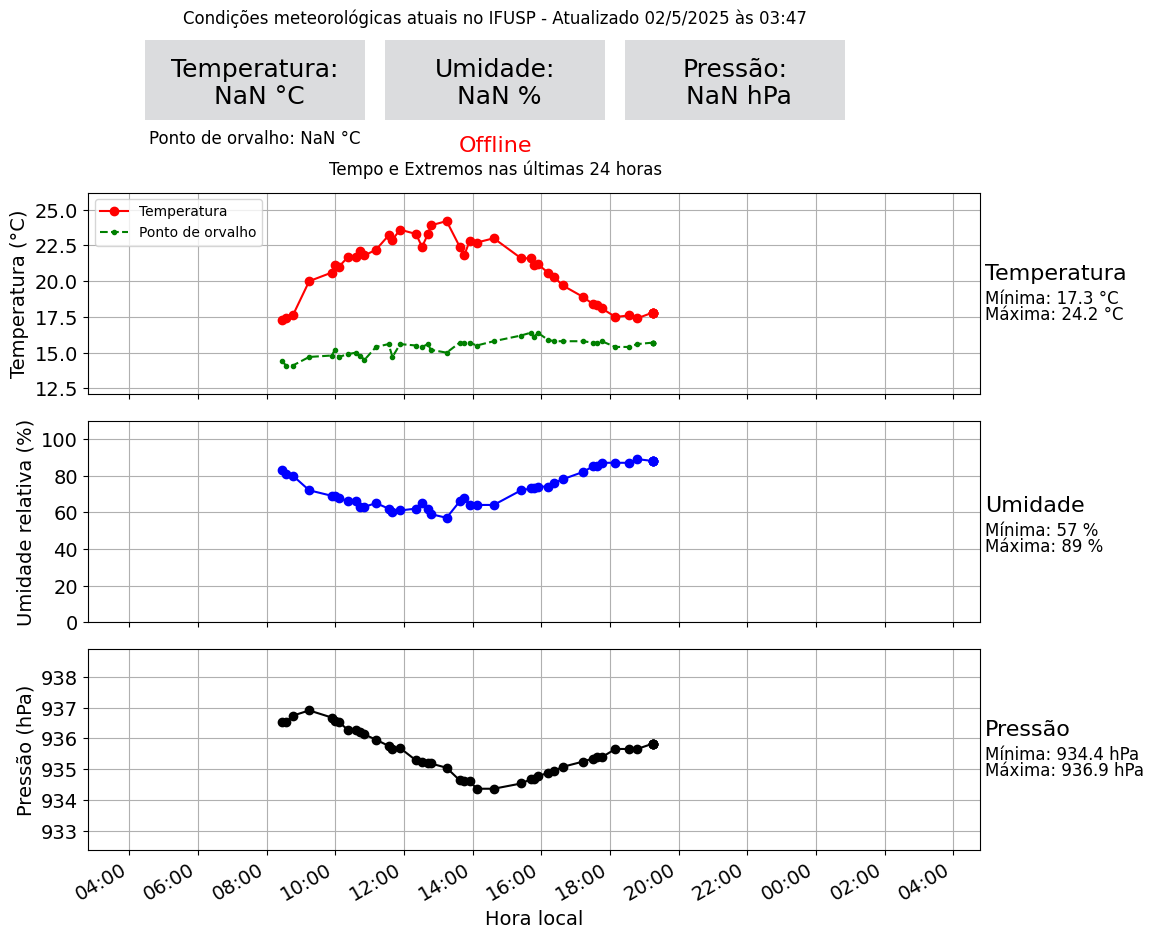 Condições meteorológicas atuais no IFUSP - Atualizado 02/5/2025 às 03:47
Temperatura:
NaN °C
Umidade:
NaN %
Pressão:
NaN hPa
Ponto de orvalho: NaN °C
Offline
Tempo e Extremos nas últimas 24 horas
Temperatura (°C)
25.0
22.5
20.0
17.5
15.0
12.5
Temperatura
Ponto de orvalho
Temperatura
Mínima: 17.3 °C
Máxima: 24.2 °C
Umidade relativa (%)
100
80
60
40
20
0
Umidade
Mínima: 57 %
Máxima: 89 %
Pressão (hPa)
938
937
936
935
934
933
Pressão
Mínima: 934.4 hPa
Máxima: 936.9 hPa
04:00 06:00 08:00 10:00 12:00 14:00 16:00 18:00 20:00 22:00 00:00 02:00 04:00
Hora local